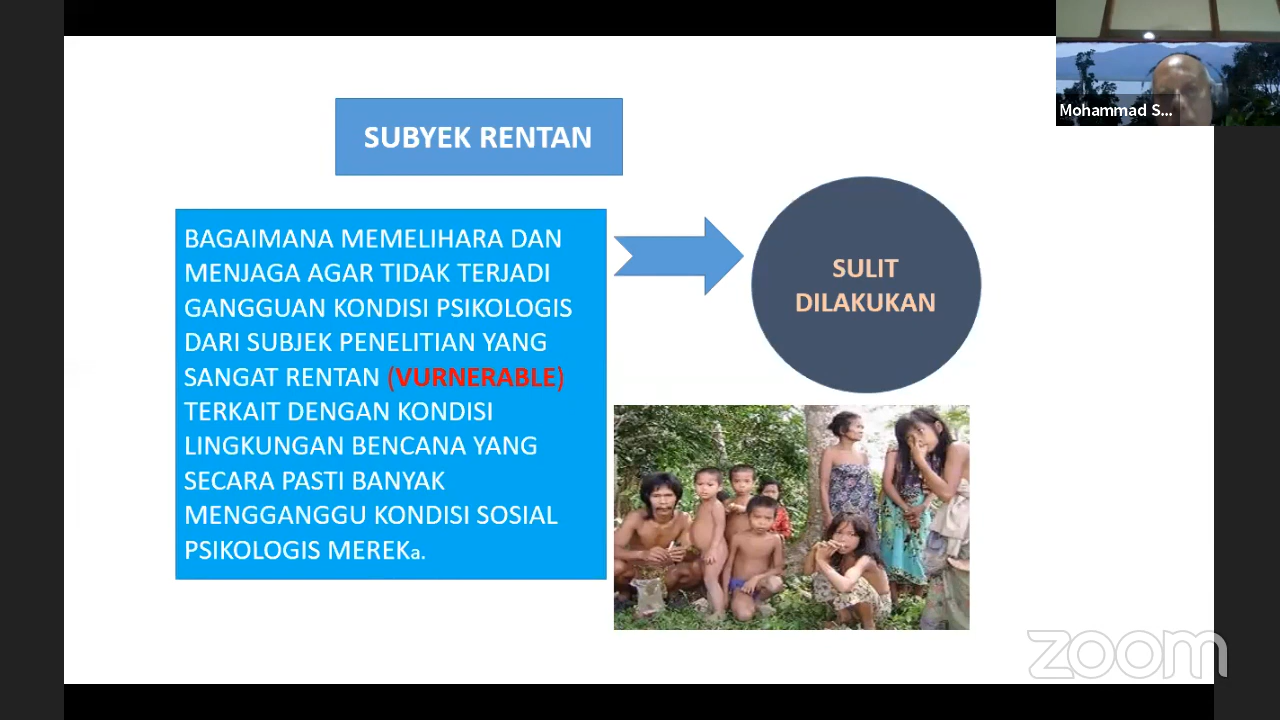 Mohammad S...
SUBYEK RENTAN
BAGAIMANA MEMELIHARA DAN
MENJAGA AGAR TIDAK TERJADI
GANGGUAN KONDISI PSIKOLOGIS
DARI SUBJEK PENELITIAN YANG
SANGAT RENTAN (VURNERABLE)
TERKAIT DENGAN KONDISI
LINGKUNGAN BENCANA YANG
SECARA PASTI BANYAK
MENGGANGGU KONDISI SOSIAL
PSIKOLOGIS MEREKa.
SULIT
DILAKUKAN
zoom